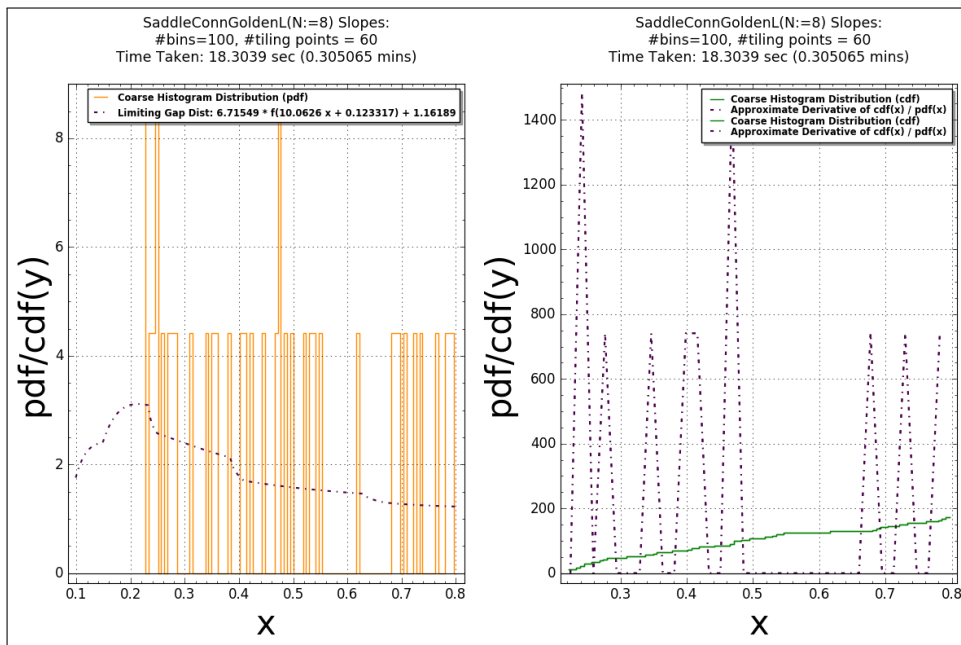 SaddleConnGoldenL(N:=8) Slopes:
#bins=100, #tiling points = 60
Time Taken: 18.3039 sec (0.305065 mins)
Coarse Histogram Distribution (pdf)
Limiting Gap Dist: 6.71549 * f(10.0626 x + 0.123317) + 1.16189
8
6
4
2
0
0.1 0.2 0.3 0.4 0.5 0.6 0.7 0.8
pdf/cdf(y)
x
SaddleConnGoldenL(N:=8) Slopes:
#bins=100, #tiling points = 60
Time Taken: 18.3039 sec (0.305065 mins)
Coarse Histogram Distribution (cdf)
Approximate Derivative of cdf(x) / pdf(x)
Coarse Histogram Distribution (cdf)
Approximate Derivative of cdf(x) / pdf(x)
1400
1200
1000
800
600
400
200
0
0.3 0.4 0.5 0.6 0.7 0.8
pdf/cdf(y)
x